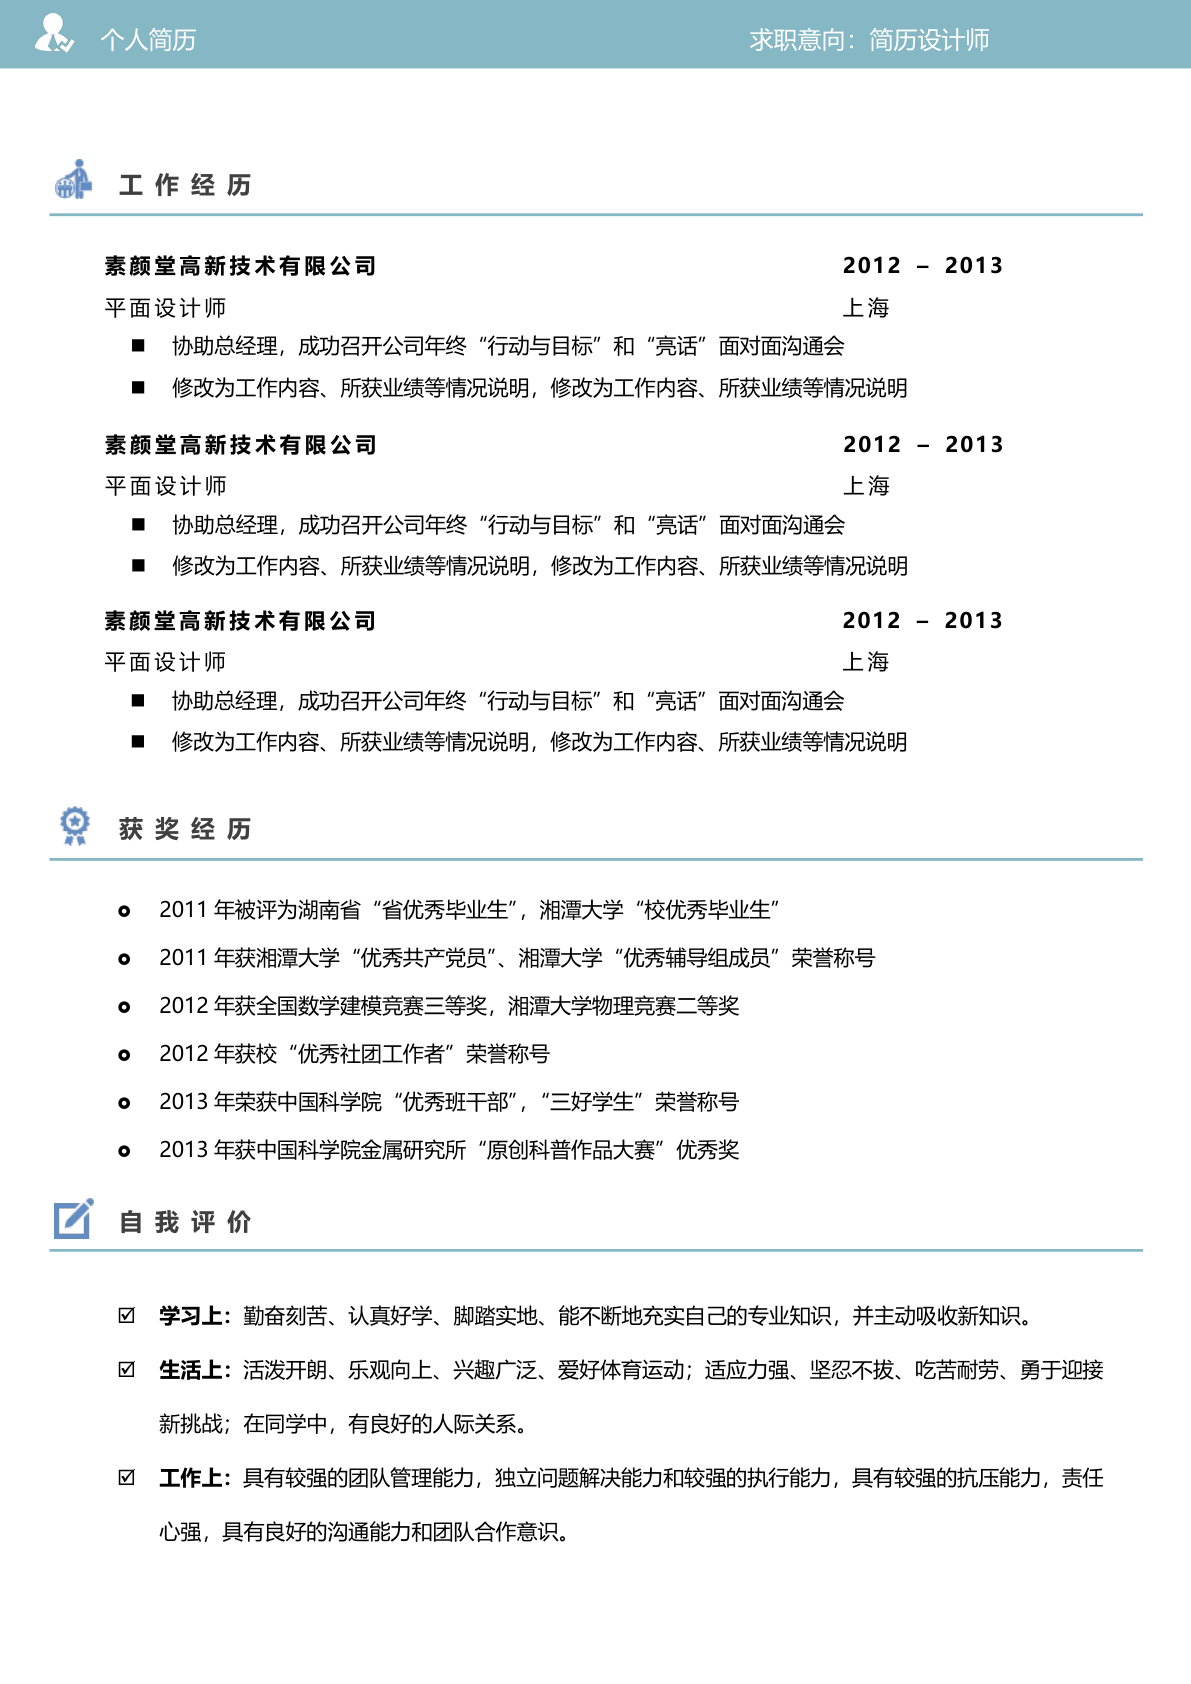 个人简历 求职意向：简历设计师
工作经历
素颜堂高新技术有限公司 2012 – 2013
平面设计师 上海
■ 协助总经理，成功召开公司年终“行动与目标”和“亮话”面对面沟通会
■ 修改为工作内容、所获业绩等情况说明，修改为工作内容、所获业绩等情况说明
素颜堂高新技术有限公司 2012 – 2013
平面设计师 上海
■ 协助总经理，成功召开公司年终“行动与目标”和“亮话”面对面沟通会
■ 修改为工作内容、所获业绩等情况说明，修改为工作内容、所获业绩等情况说明
素颜堂高新技术有限公司 2012 – 2013
平面设计师 上海
■ 协助总经理，成功召开公司年终“行动与目标”和“亮话”面对面沟通会
■ 修改为工作内容、所获业绩等情况说明，修改为工作内容、所获业绩等情况说明
获奖经历
2011 年被评为湖南省“省优秀毕业生”，湘潭大学“校优秀毕业生”
2011 年获湘潭大学“优秀共产党员”、湘潭大学“优秀辅导组成员”荣誉称号
2012 年获全国数学建模竞赛三等奖，湘潭大学物理竞赛二等奖
2012 年获校“优秀社团工作者”荣誉称号
2013 年荣获中国科学院“优秀班干部”，“三好学生”荣誉称号
2013 年获中国科学院金属研究所“原创科普作品大赛”优秀奖
自我评价
☑ 学习上：勤奋刻苦、认真好学、脚踏实地、能不断地充实自己的专业知识，并主动吸收新知识。
☑ 生活上：活泼开朗、乐观向上、兴趣广泛、爱好体育运动；适应力强、坚忍不拔、吃苦耐劳、勇于迎接
新挑战；在同学中，有良好的人际关系。
☑ 工作上：具有较强的团队管理能力，独立问题解决能力和较强的执行能力，具有较强的抗压能力，责任
心强，具有良好的沟通能力和团队合作意识。